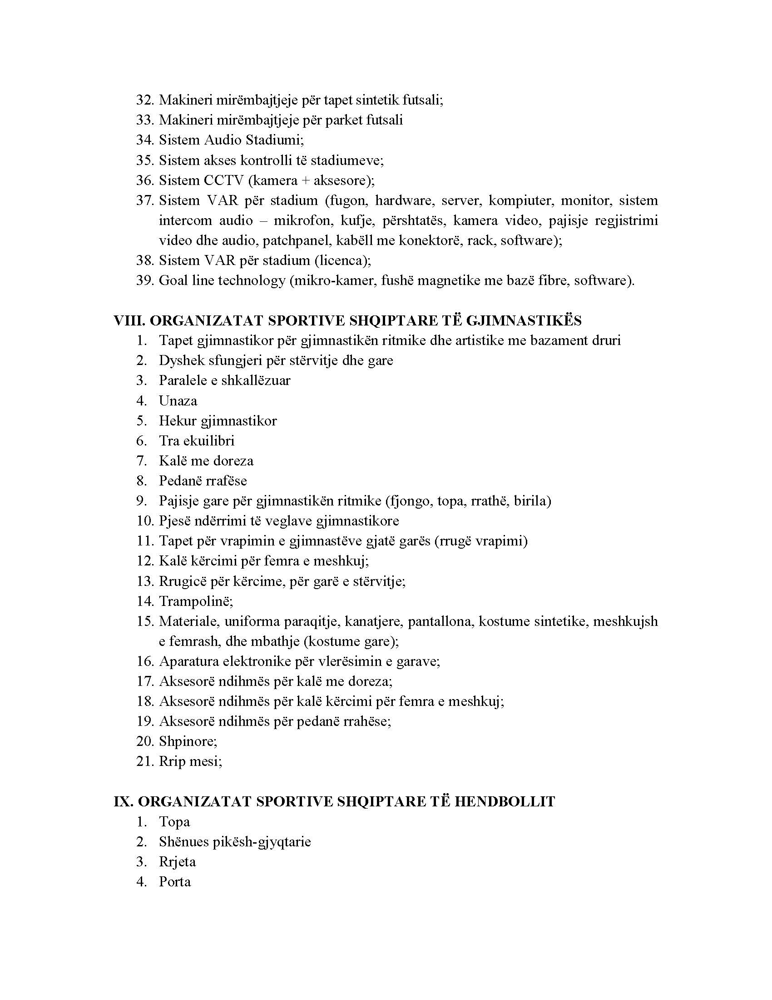 32. Makineri mirëmbajtjeje për tapet sintetik futsali;
33. Makineri mirëmbajtjeje për parket futsali
34. Sistem Audio Stadiumi;
35. Sistem akses kontrolli të stadiumeve;
36. Sistem CCTV (kamera + aksesore);
37. Sistem VAR për stadium (fugon, hardware, server, kompiuter, monitor, sistem
intercom audio – mikrofon, kufje, përshtatës, kamera video, pajisje regjistrimi
video dhe audio, patchpanel, kabëll me konektorë, rack, software);
38. Sistem VAR për stadium (licenca);
39. Goal line technology (mikro-kamer, fushë magnetike me bazë fibre, software).
VIII. ORGANIZATAT SPORTIVE SHQIPTARE TË GJIMNASTIKËS
1. Tapet gjimnastikor për gjimnastikën ritmike dhe artistike me bazament druri
2. Dyshek sfungjeri për stërvitje dhe gare
3. Paralele e shkallëzuar
4. Unaza
5. Hekur gjimnastikor
6. Tra ekuilibri
7. Kalë me doreza
8. Pedanë rrafëse
9. Pajisje gare për gjimnastikën ritmike (fjongo, topa, rrathë, birila)
10. Pjesë ndërrimi të veglave gjimnastikore
11. Tapet për vrapimin e gjimnastëve gjatë garës (rrugë vrapimi)
12. Kalë kërcimi për femra e meshkuj;
13. Rrugicë për kërcime, për garë e stërvitje;
14. Trampolinë;
15. Materiale, uniforma paraqitje, kanatjere, pantallona, kostume sintetike, meshkujsh
e femrash, dhe mbathje (kostume gare);
16. Aparatura elektronike për vlerësimin e garave;
17. Aksesorë ndihmës për kalë me doreza;
18. Aksesorë ndihmës për kalë kërcimi për femra e meshkuj;
19. Aksesorë ndihmës për pedanë rrahëse;
20. Shpinore;
21. Rrip mesi;
IX. ORGANIZATAT SPORTIVE SHQIPTARE TË HENDBOLLIT
1. Topa
2. Shënues pikësh-gjyqtarie
3. Rrjeta
4. Porta